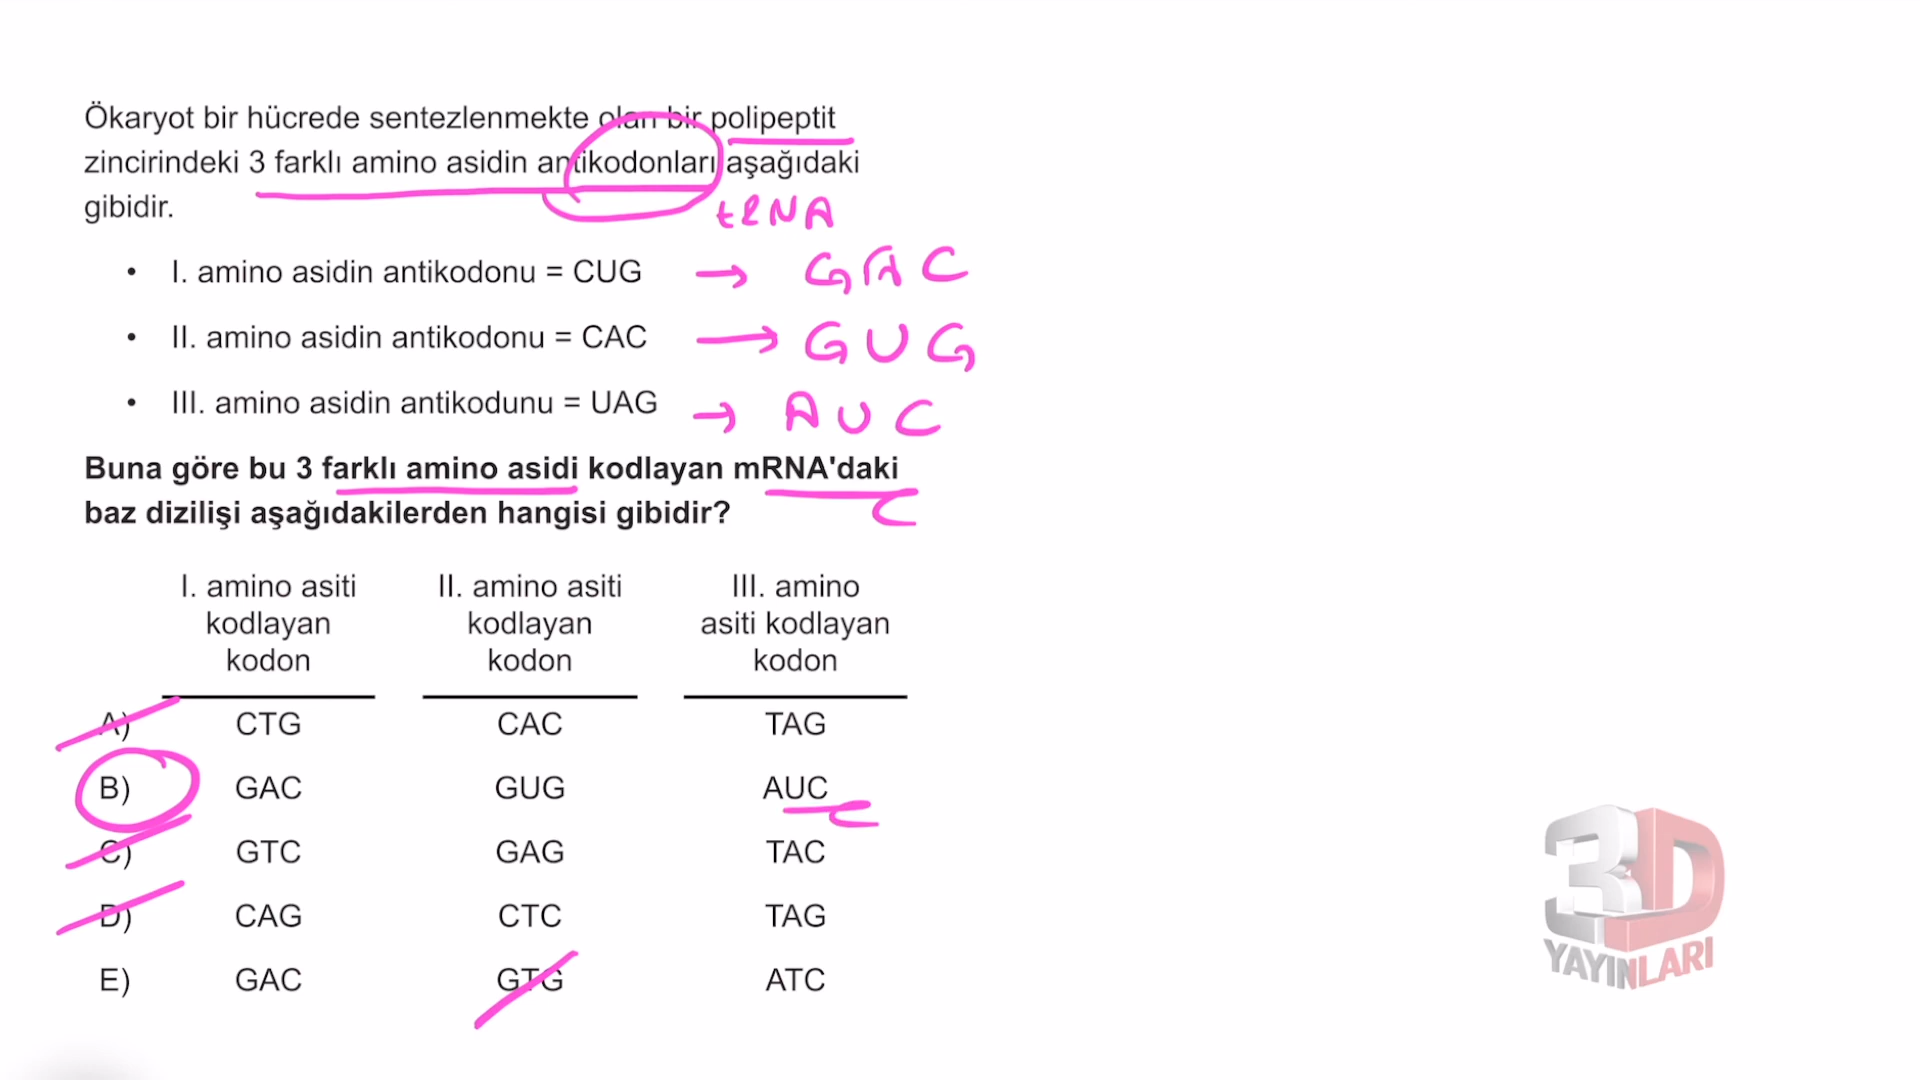 Ökaryot bir hücrede sentezlenmekte olan bir polipeptit
zincirindeki 3 farklı amino asidin antikodonları aşağıdaki
gibidir.
tRNA
• I. amino asidin antikodonu = CUG → GAC
• II. amino asidin antikodonu = CAC → GUG
• III. amino asidin antikodunu = UAG → AUC
Buna göre bu 3 farklı amino asidi kodlayan mRNA'daki
baz dizilişi aşağıdakilerden hangisi gibidir?
I. amino asiti II. amino asiti III. amino
kodlayan kodlayan asiti kodlayan
kodon kodon kodon
A) CTG CAC TAG
B) GAC GUG AUC
C) GTC GAG TAC
D) CAG CTC TAG
E) GAC GTG ATC
3D
YAYINLARI